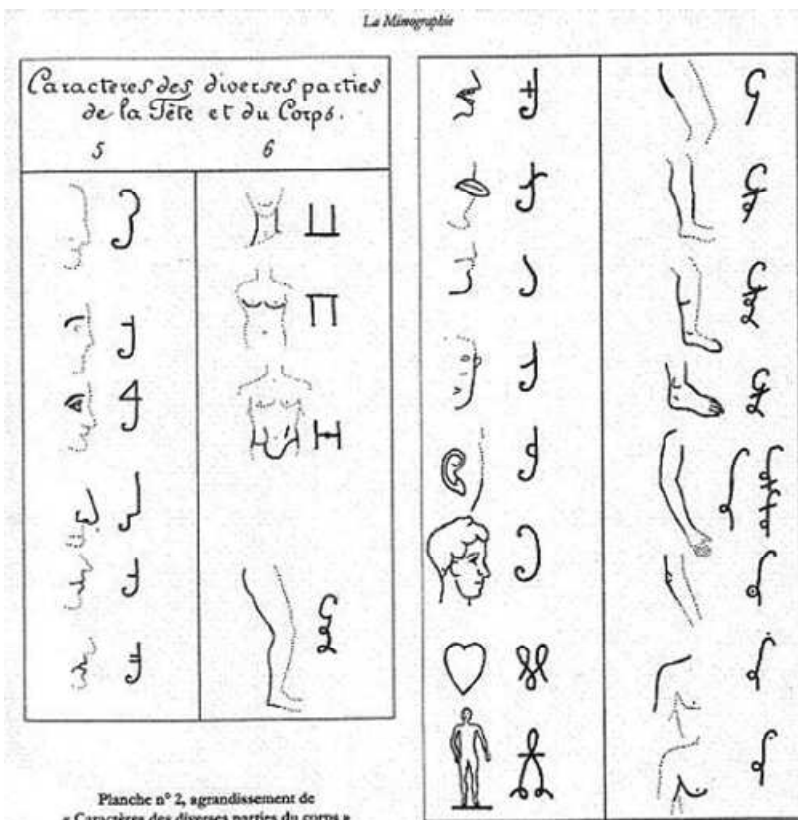 La Mimographie
Caracteres des diverses parties
de la Tête et du Corps.
5 6
Planche n° 2, agrandissement de
« Caractères des diverses parties du corps »